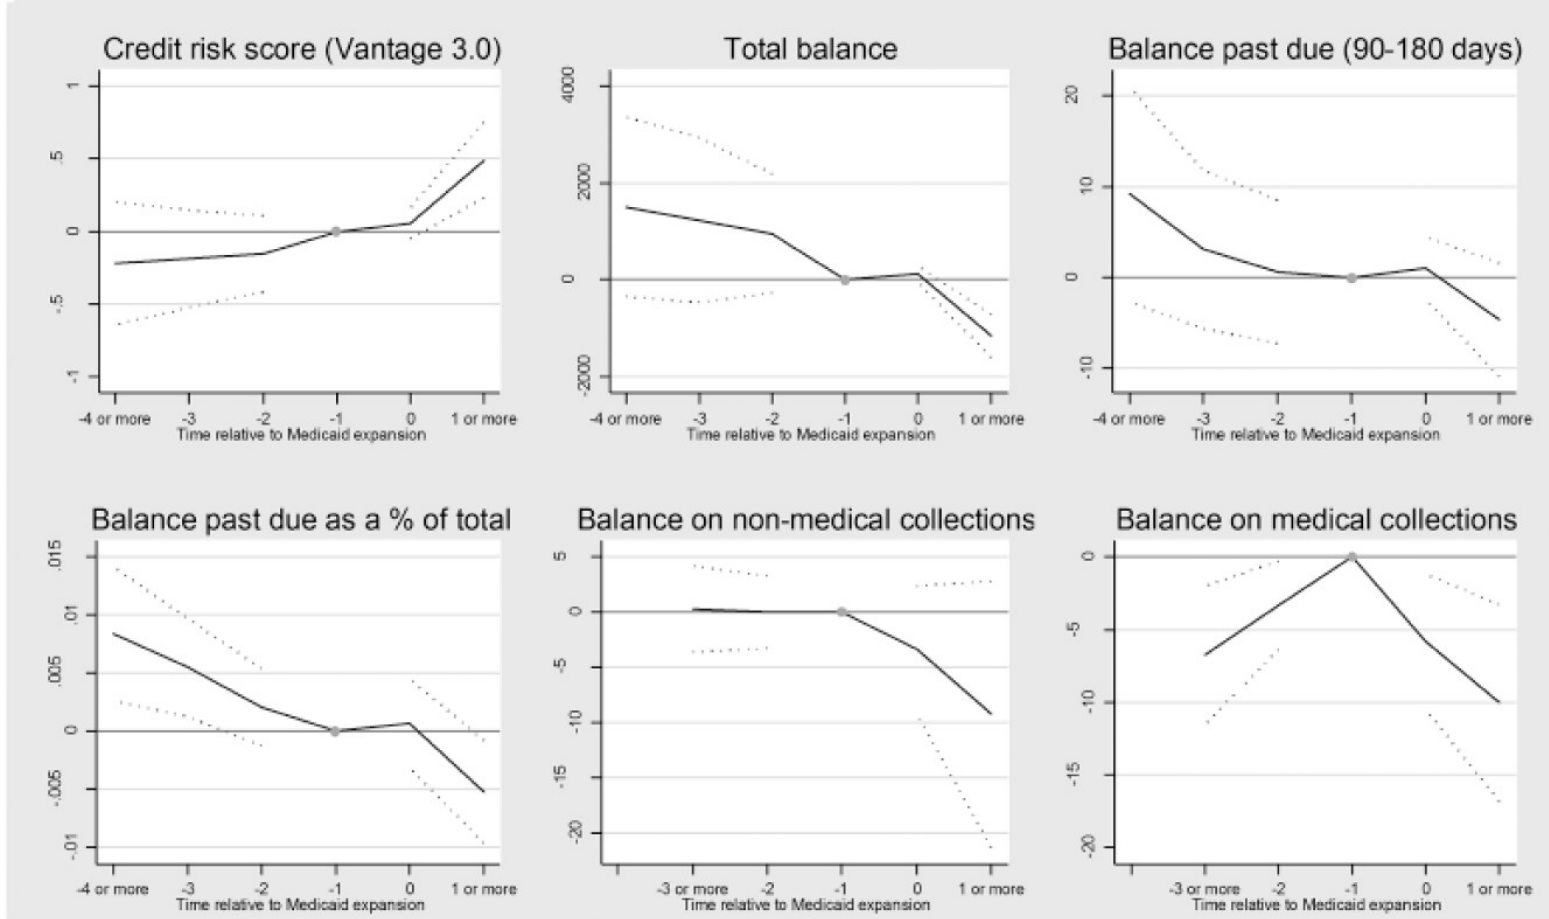 Credit risk score (Vantage 3.0)
1
.5
0
-.5
-1
-4 or more -3 -2 -1 0 1 or more
Time relative to Medicaid expansion
Total balance
4000
2000
0
-2000
-4 or more -3 -2 -1 0 1 or more
Time relative to Medicaid expansion
Balance past due (90-180 days)
20
10
0
-10
-4 or more -3 -2 -1 0 1 or more
Time relative to Medicaid expansion
Balance past due as a % of total
.015
.01
.005
0
-.005
-.01
-4 or more -3 -2 -1 0 1 or more
Time relative to Medicaid expansion
Balance on non-medical collections
5
0
-5
-10
-15
-20
-3 or more -2 -1 0 1 or more
Time relative to Medicaid expansion
Balance on medical collections
0
-5
-10
-15
-20
-3 or more -2 -1 0 1 or more
Time relative to Medicaid expansion